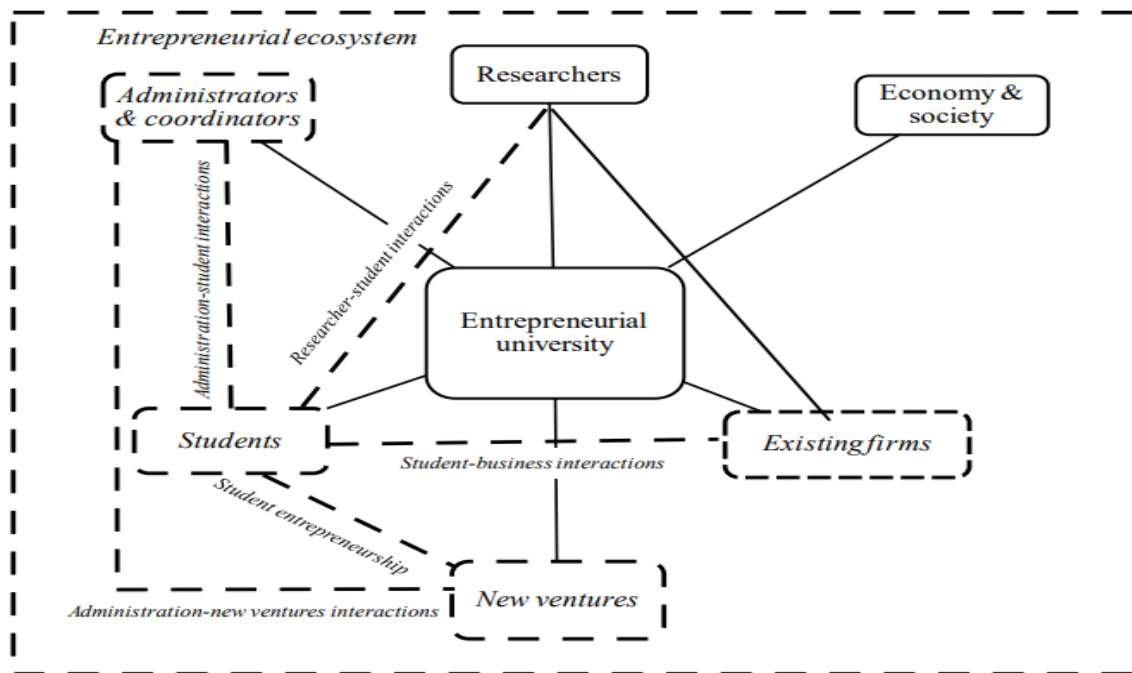 Entrepreneurial ecosystem
Researchers
Administrators
& coordinators
Economy &
society
Administration-student interactions
Researcher-student interactions
Entrepreneurial
university
Students
Existing firms
Student-business interactions
Student entrepreneurship
New ventures
Administration-new ventures interactions